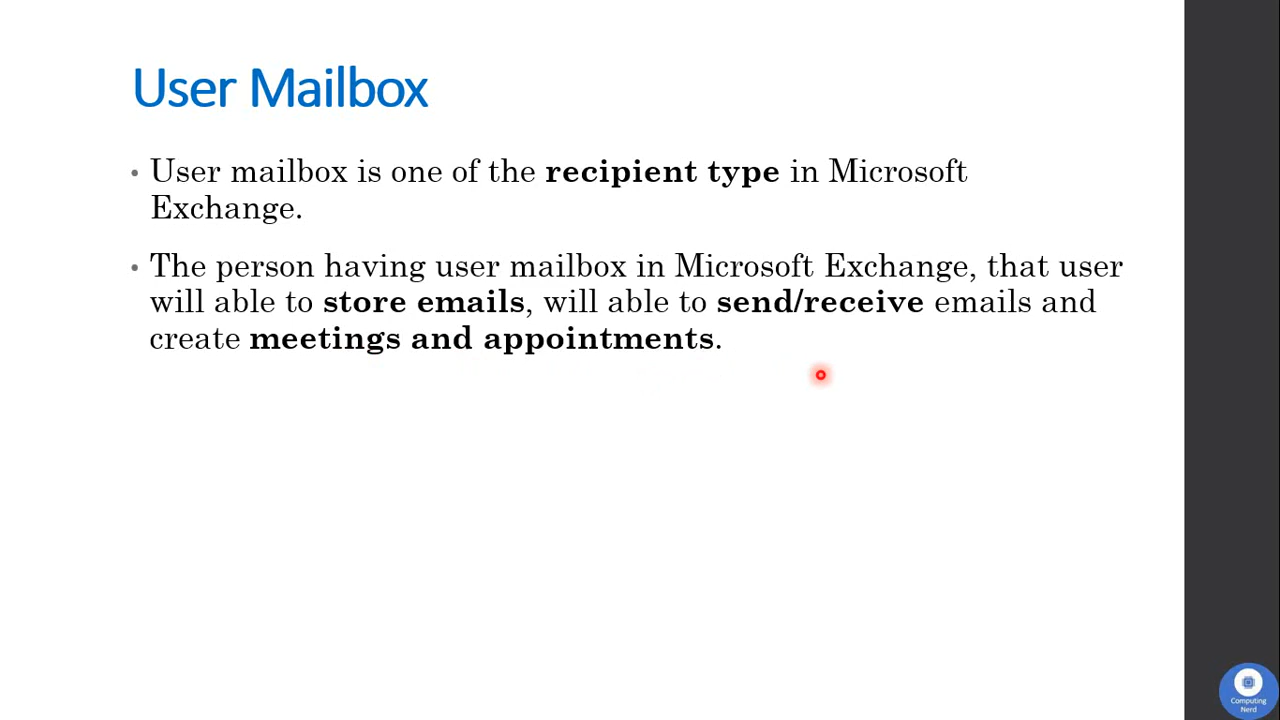 User Mailbox
• User mailbox is one of the recipient type in Microsoft
Exchange.
• The person having user mailbox in Microsoft Exchange, that user
will able to store emails, will able to send/receive emails and
create meetings and appointments.
Computing
Nerd